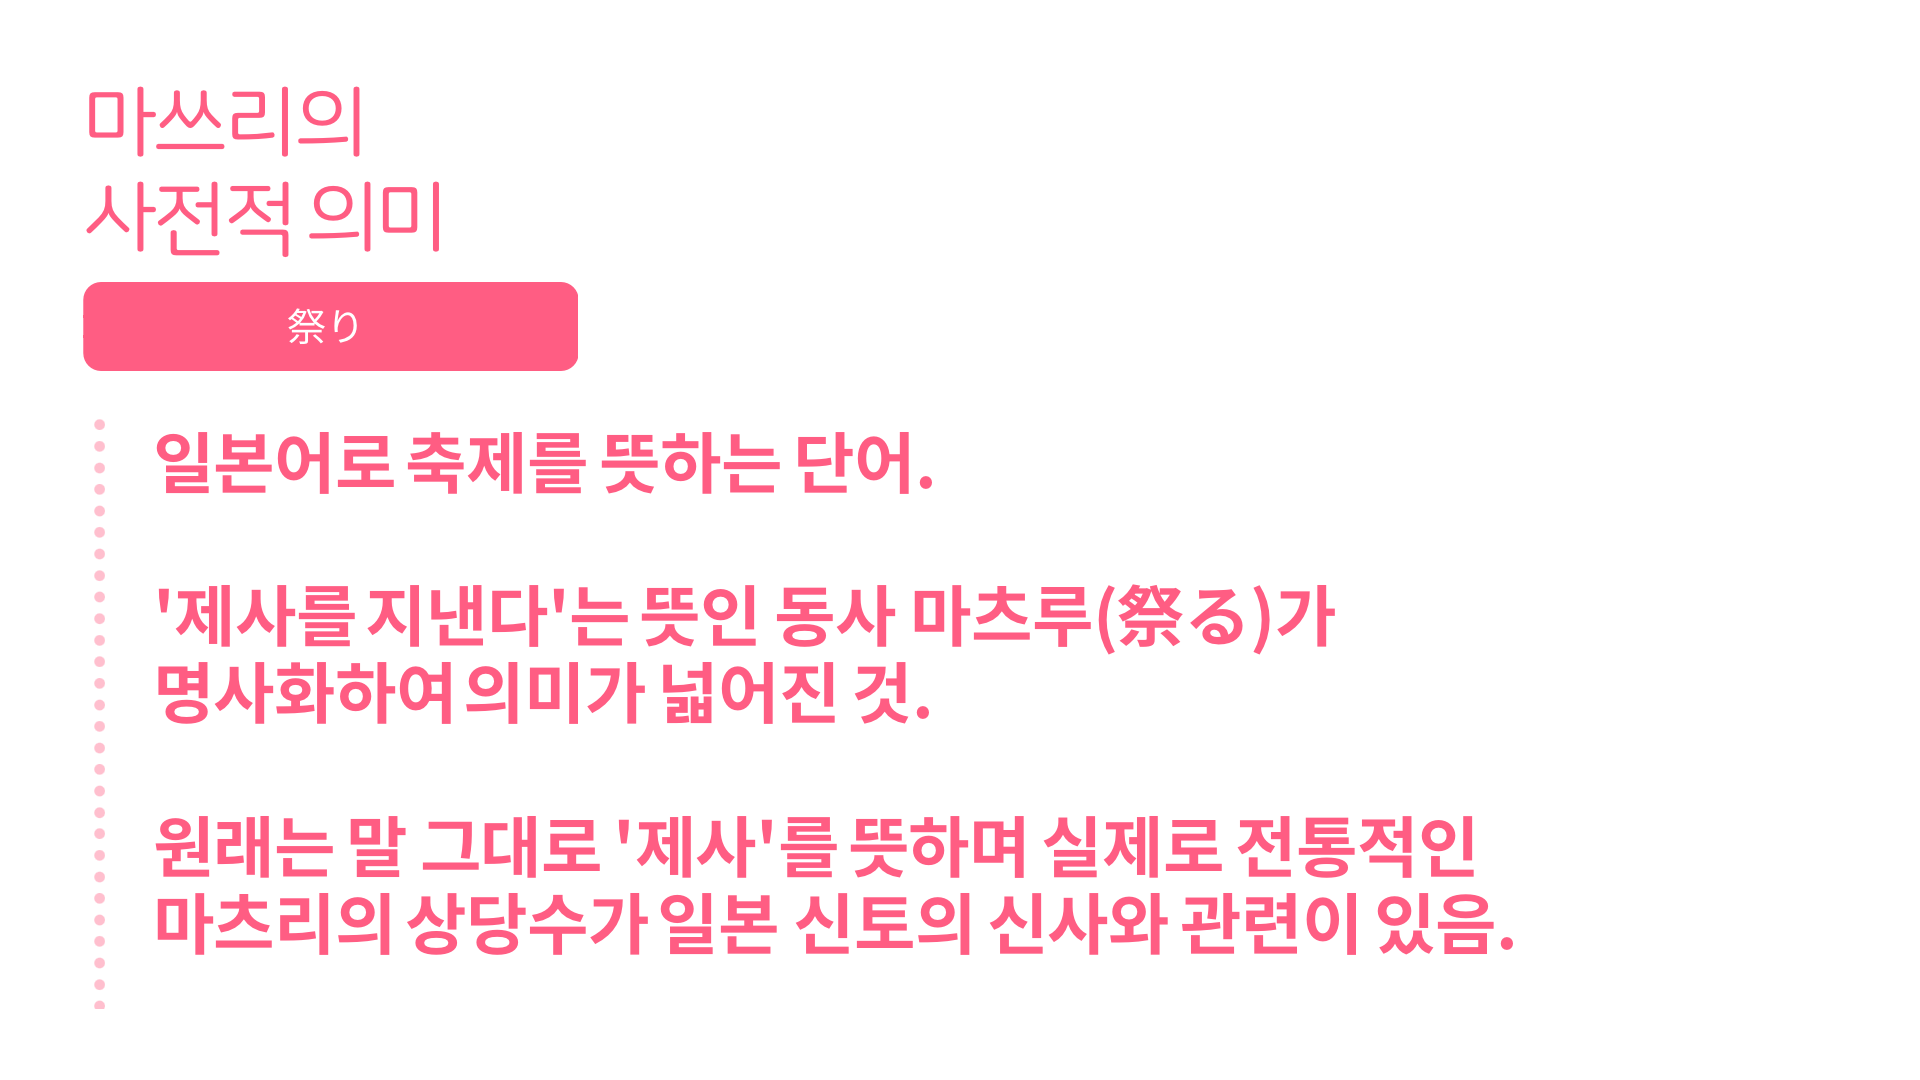 마쓰리의
사전적 의미
祭り
일본어로 축제를 뜻하는 단어.
'제사를 지낸다'는 뜻인 동사 마츠루(祭る)가
명사화하여 의미가 넓어진 것.
원래는 말 그대로 '제사'를 뜻하며 실제로 전통적인
마츠리의 상당수가 일본 신토의 신사와 관련이 있음.